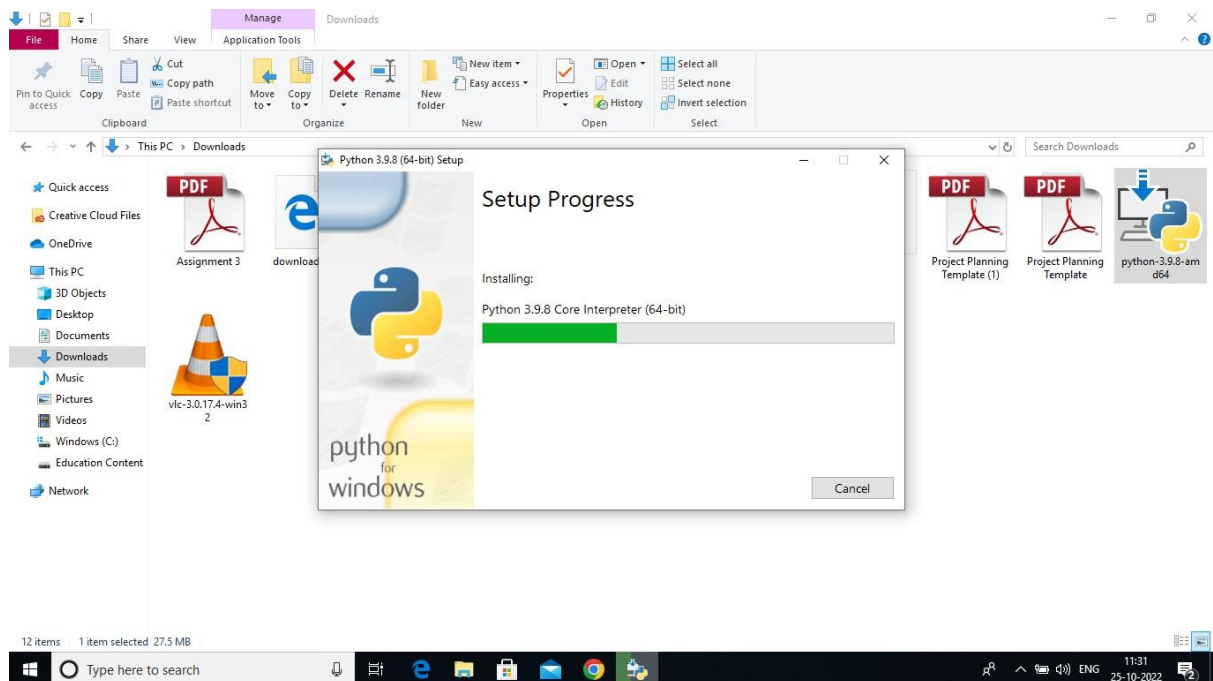 Manage
Downloads
File
Home
Share
View
Application Tools
Pin to Quick access
Copy
Paste
Cut
Copy path
Paste shortcut
Clipboard
Move to
Copy to
Delete
Rename
Organize
New folder
New item
Easy access
New
Properties
Open
Edit
History
Open
Select all
Select none
Invert selection
Select
This PC > Downloads
Search Downloads
Quick access
Creative Cloud Files
OneDrive
This PC
3D Objects
Desktop
Documents
Downloads
Music
Pictures
Videos
Windows (C:)
Education Content
Network
PDF
Assignment 3
download
vlc-3.0.17.4-win3
2
Python 3.9.8 (64-bit) Setup
Setup Progress
Installing:
Python 3.9.8 Core Interpreter (64-bit)
python
for
windows
Cancel
PDF
Project Planning
Template (1)
PDF
Project Planning
Template
python-3.9.8-am
d64
12 items
1 item selected 27.5 MB
Type here to search
ENG
11:31
25-10-2022
2